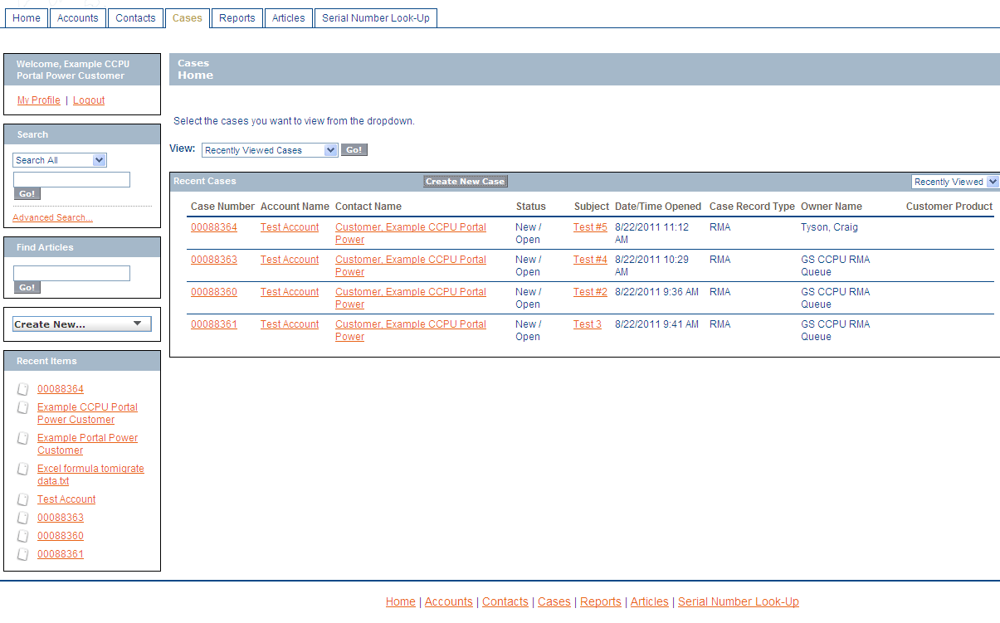 Home Accounts Contacts Cases Reports Articles Serial Number Look-Up
Welcome, Example CCPU
Portal Power Customer
My Profile | Logout
Search
Search All
Go!
Advanced Search...
Find Articles
Go!
Create New...
Recent Items
00088364
Example CCPU Portal
Power Customer
Example Portal Power
Customer
Excel formula tomigrate
data.txt
Test Account
00088363
00088360
00088361
Cases
Home
Select the cases you want to view from the dropdown.
View: Recently Viewed Cases Go!
Recent Cases Create New Case Recently Viewed
Case Number Account Name Contact Name Status Subject Date/Time Opened Case Record Type Owner Name Customer Product
00088364 Test Account Customer, Example CCPU Portal New / Test #5 8/22/2011 11:12 RMA Tyson, Craig
Power Open AM
00088363 Test Account Customer, Example CCPU Portal New / Test #4 8/22/2011 10:29 RMA GS CCPU RMA
Power Open AM Queue
00088360 Test Account Customer, Example CCPU Portal New / Test #2 8/22/2011 9:36 AM RMA GS CCPU RMA
Power Open Queue
00088361 Test Account Customer, Example CCPU Portal New / Test 3 8/22/2011 9:41 AM RMA GS CCPU RMA
Power Open Queue
Home | Accounts | Contacts | Cases | Reports | Articles | Serial Number Look-Up